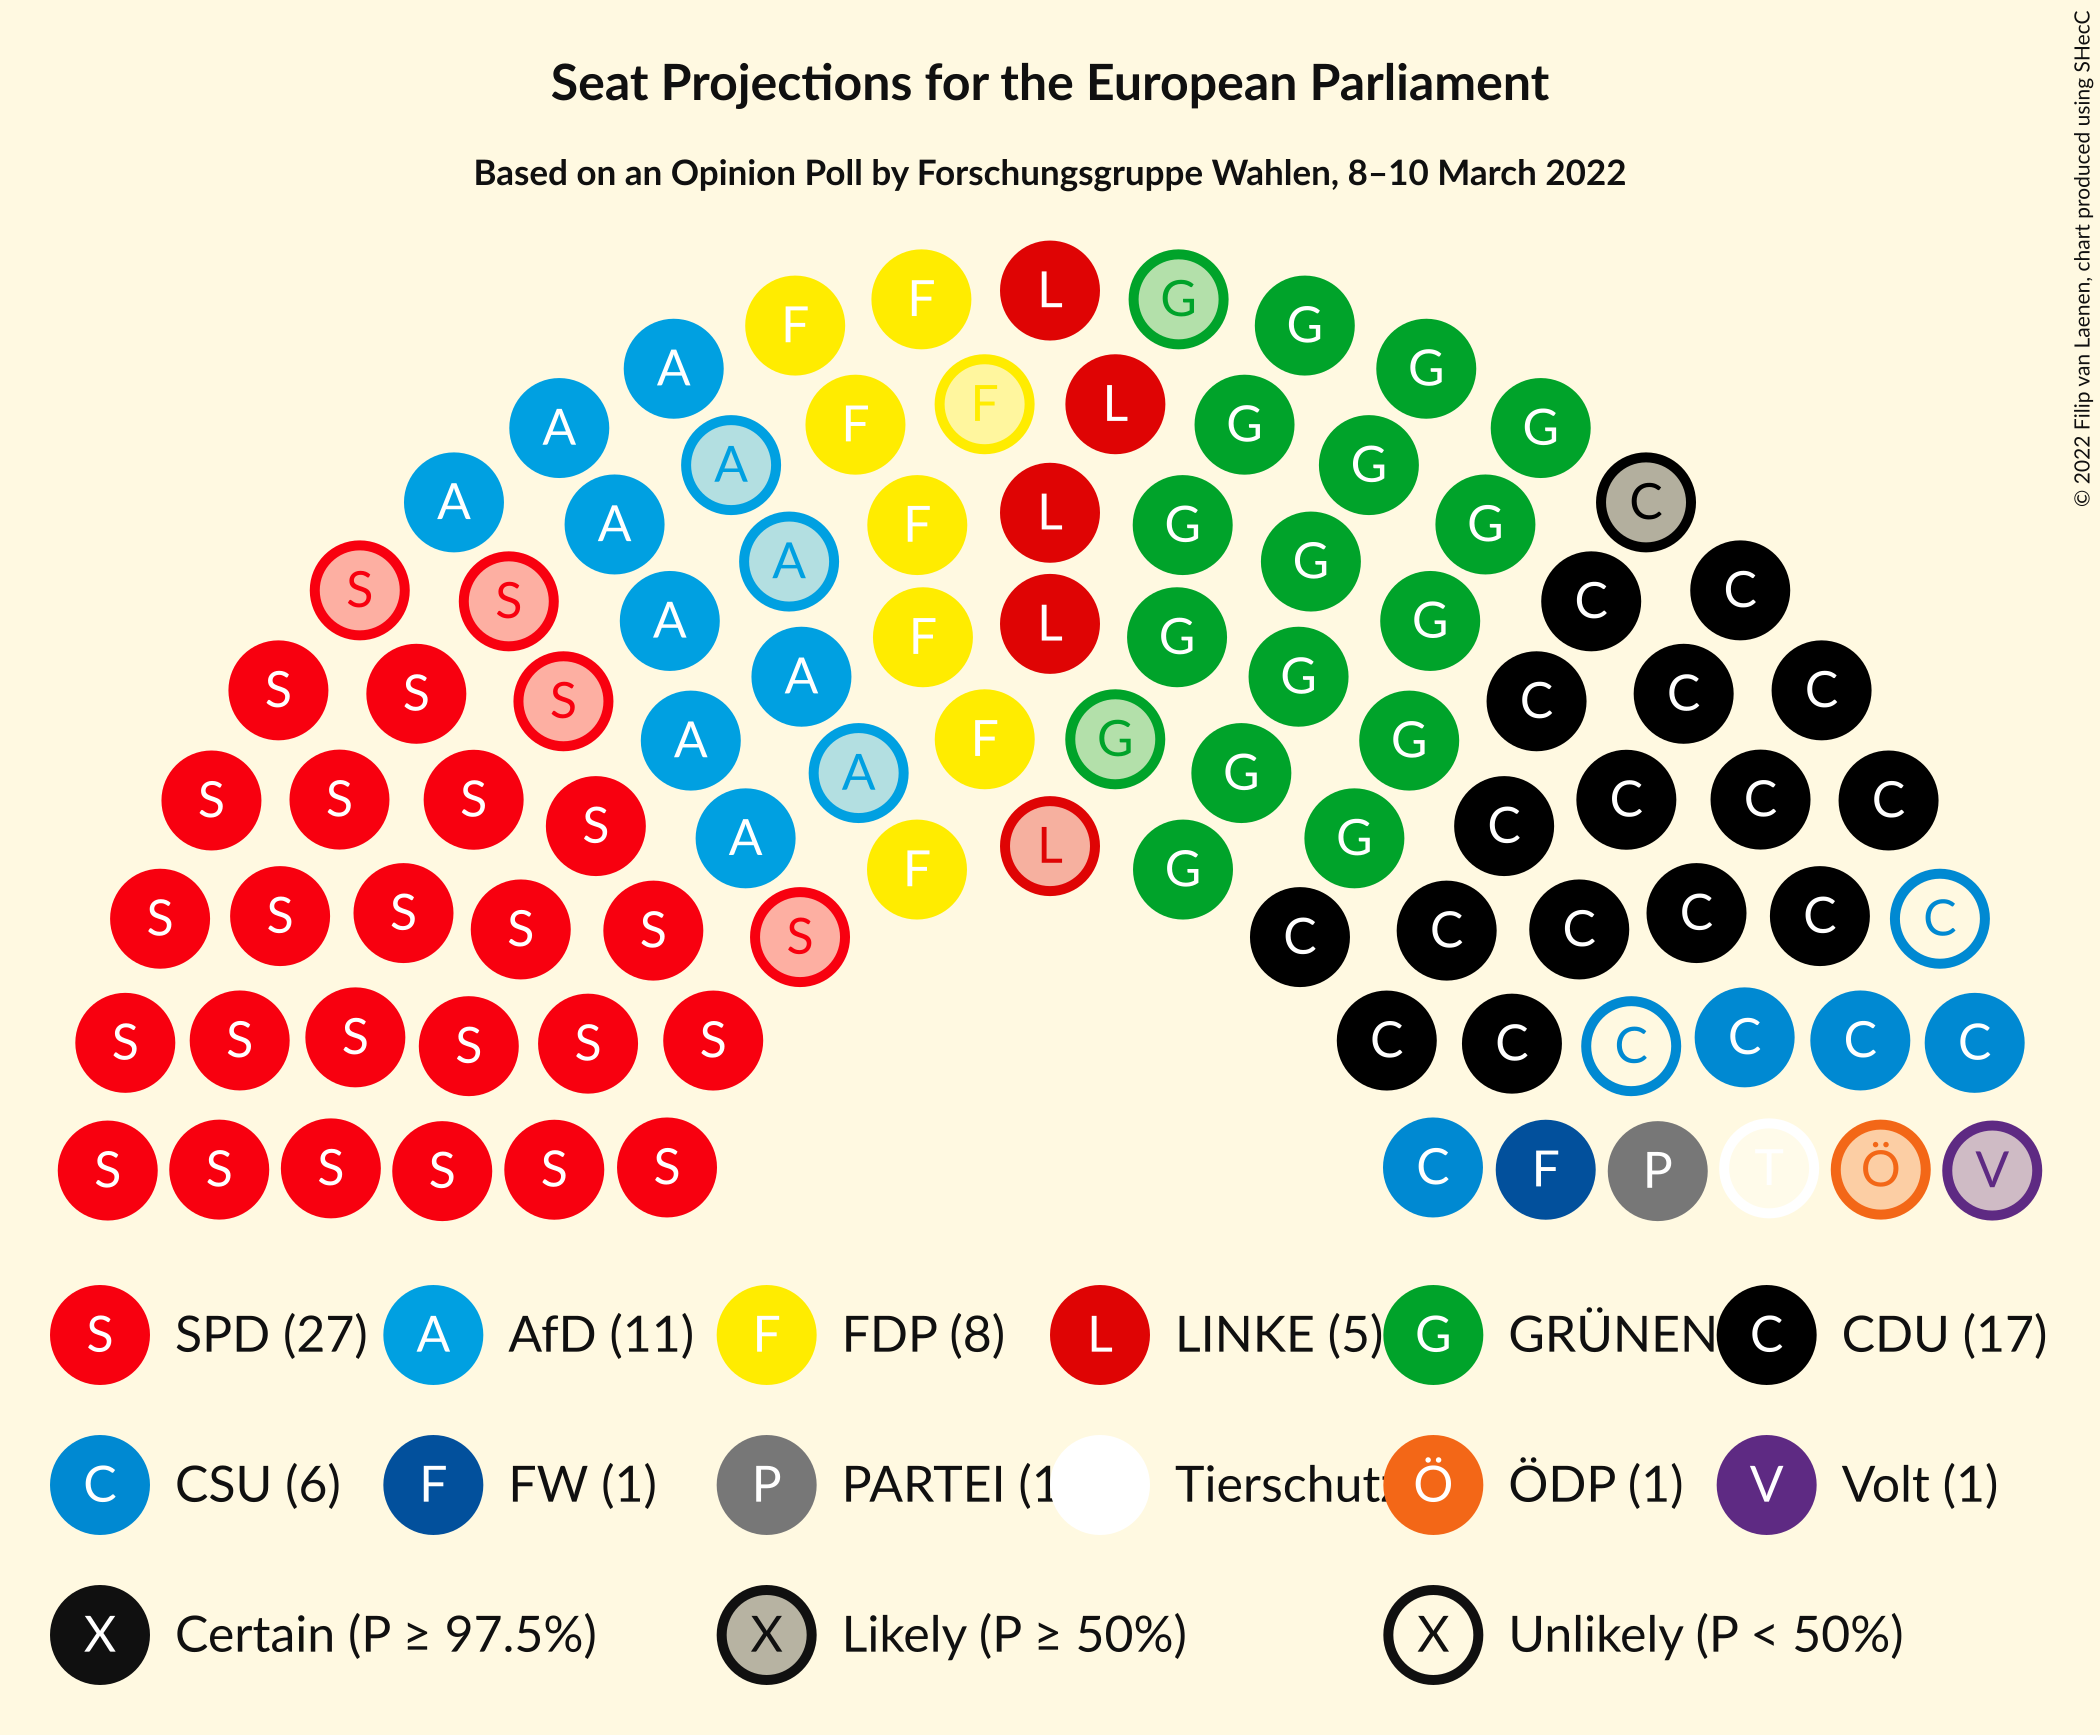 Seat Projections for the European Parliament
Based on an Opinion Poll by Forschungsgruppe Wahlen, 8–10 March 2022
© 2022 Filip van Laenen, chart produced using SHecC
F F L G G
A G
F F L G
A G
A G
A C
A F L G G
A G
S S C C
A F L G G
A G
S S S C C C
A F G G
A G
S S S S C C C C
A F L G G
S S S S S S C C C C C C
S S S S S S C C C C C C
S S S S S S C F P T Ö V
S SPD (27) A AfD (11) F FDP (8) L LINKE (5) G GRÜNEN C CDU (17)
C CSU (6) F FW (1) P PARTEI (1 Tierschutz Ö ÖDP (1) V Volt (1)
X Certain (P ≥ 97.5%) X Likely (P ≥ 50%) X Unlikely (P < 50%)